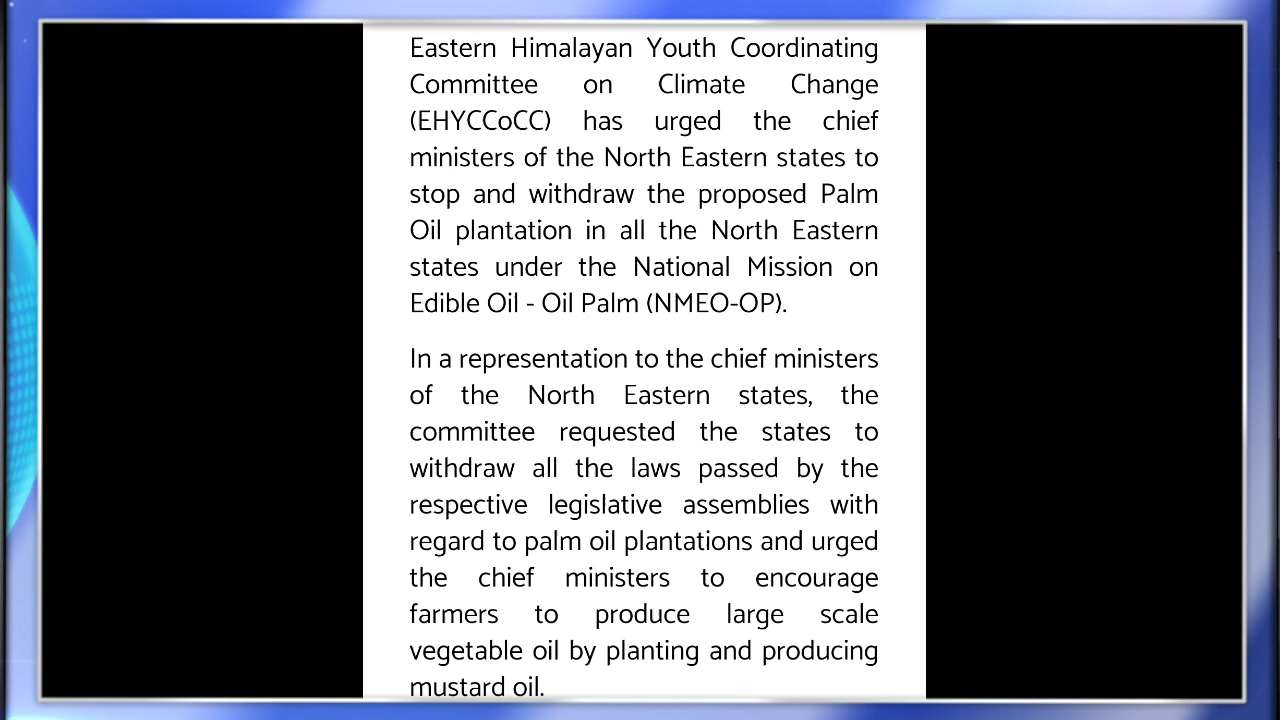 Eastern Himalayan Youth Coordinating
Committee on Climate Change
(EHYCCoCC) has urged the chief
ministers of the North Eastern states to
stop and withdraw the proposed Palm
Oil plantation in all the North Eastern
states under the National Mission on
Edible Oil - Oil Palm (NMEO-OP).
In a representation to the chief ministers
of the North Eastern states, the
committee requested the states to
withdraw all the laws passed by the
respective legislative assemblies with
regard to palm oil plantations and urged
the chief ministers to encourage
farmers to produce large scale
vegetable oil by planting and producing
mustard oil.